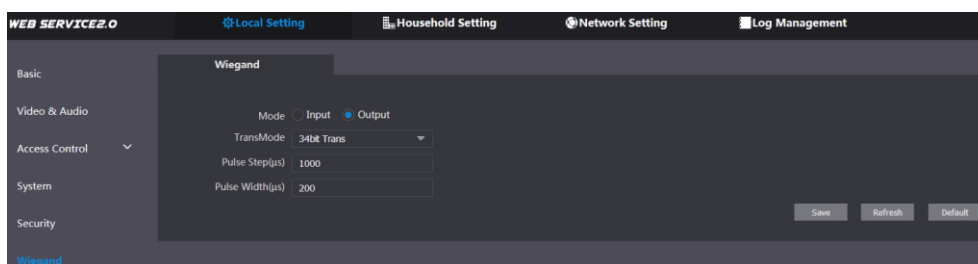 WEB SERVICE2.0 Local Setting Household Setting Network Setting Log Management
Wiegand
Basic
Video & Audio
Mode Input Output
TransMode 34bit Trans
Access Control
Pulse Step(μs) 1000
System
Pulse Width(μs) 200
Save Refresh Default
Security
Wiegand